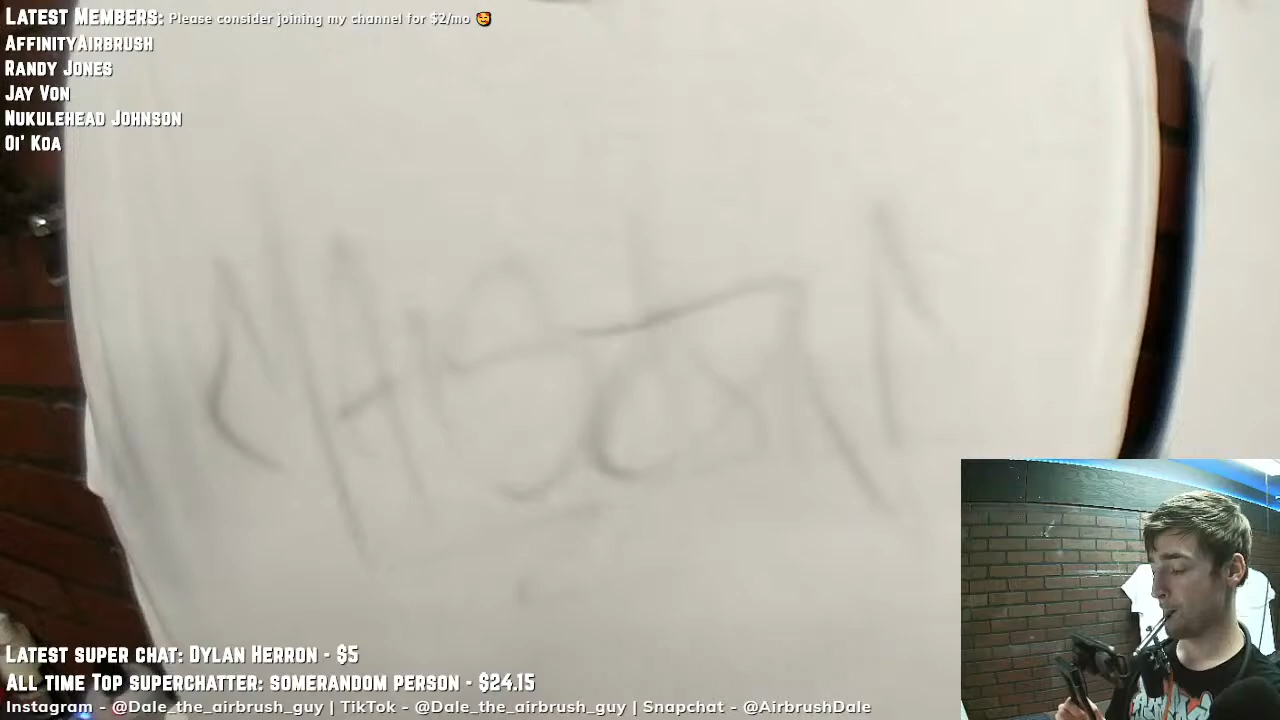 Latest Members: Please consider joining my channel for $2/mo 🥰
AffinityAirbrush
Randy Jones
Jay Von
Nukulehead Johnson
Ol' Koa
Latest super chat: Dylan Herron - $5
All time Top superchatter: somerandom person - $24.15
Instagram - @Dale_the_airbrush_guy | TikTok - @Dale_the_airbrush_guy | Snapchat - @AirbrushDale